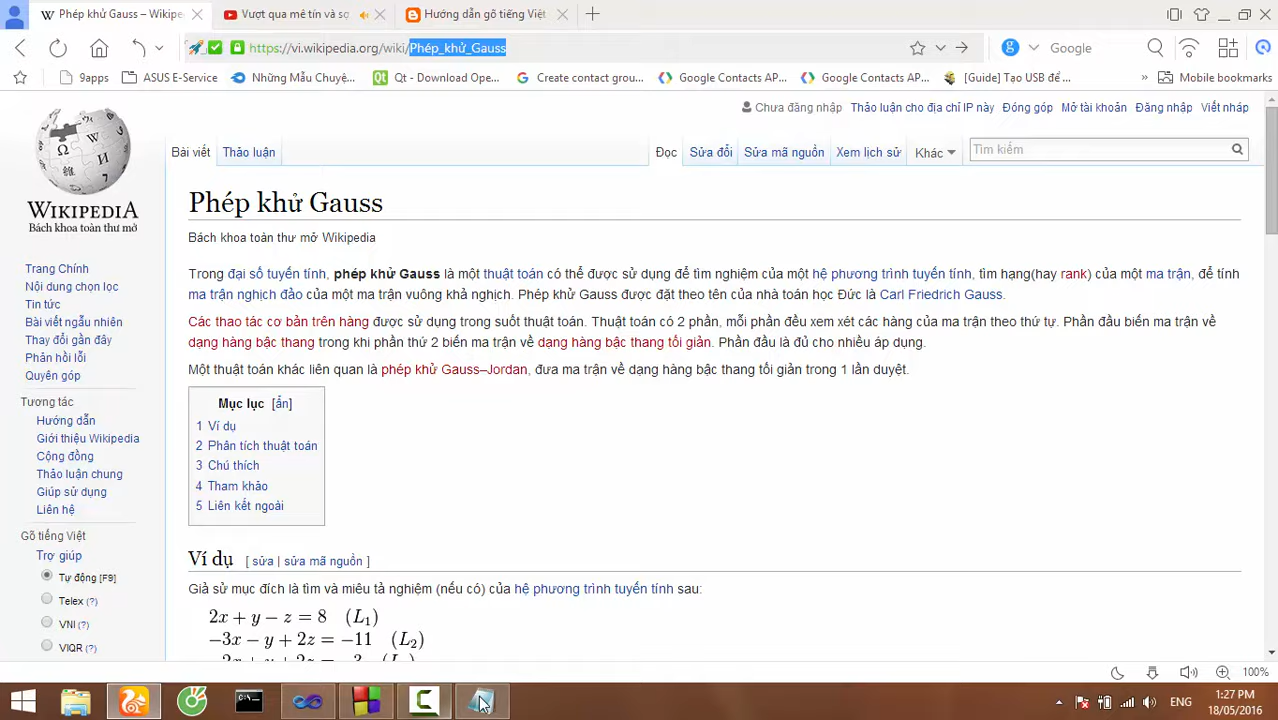 Phép khử Gauss – Wikipe
Vượt qua mê tín và sợ
Hướng dẫn gõ tiếng Việt
https://vi.wikipedia.org/wiki/Phép_khử_Gauss
Google
9apps
ASUS E-Service
Những Mẫu Chuyệ...
Qt - Download Ope...
Create contact grou...
Google Contacts AP...
Google Contacts AP...
[Guide] Tạo USB để ...
» Mobile bookmarks
Chưa đăng nhập Thảo luận cho địa chỉ IP này Đóng góp Mở tài khoản Đăng nhập Viết nháp
Bài viết Thảo luận Đọc Sửa đổi Sửa mã nguồn Xem lịch sử Khác Tìm kiếm
WIKIPEDIA
Bách khoa toàn thư mở
Trang Chính
Nội dung chọn lọc
Tin tức
Bài viết ngẫu nhiên
Thay đổi gần đây
Phản hồi lỗi
Quyên góp
Tương tác
Hướng dẫn
Giới thiệu Wikipedia
Cộng đồng
Thảo luận chung
Giúp sử dụng
Liên hệ
Gõ tiếng Việt
Trợ giúp
Tự động [F9]
Telex (?)
VNI (?)
VIQR (?)
Phép khử Gauss
Bách khoa toàn thư mở Wikipedia
Trong đại số tuyến tính, phép khử Gauss là một thuật toán có thể được sử dụng để tìm nghiệm của một hệ phương trình tuyến tính, tìm hạng(hay rank) của một ma trận, để tính
ma trận nghịch đảo của một ma trận vuông khả nghịch. Phép khử Gauss được đặt theo tên của nhà toán học Đức là Carl Friedrich Gauss.
Các thao tác cơ bản trên hàng được sử dụng trong suốt thuật toán. Thuật toán có 2 phần, mỗi phần đều xem xét các hàng của ma trận theo thứ tự. Phần đầu biến ma trận về
dạng hàng bậc thang trong khi phần thứ 2 biến ma trận về dạng hàng bậc thang tối giản. Phần đầu là đủ cho nhiều áp dụng.
Một thuật toán khác liên quan là phép khử Gauss–Jordan, đưa ma trận về dạng hàng bậc thang tối giản trong 1 lần duyệt.
Mục lục [ẩn]
1 Ví dụ
2 Phân tích thuật toán
3 Chú thích
4 Tham khảo
5 Liên kết ngoài
Ví dụ [ sửa | sửa mã nguồn ]
Giả sử mục đích là tìm và miêu tả nghiệm (nếu có) của hệ phương trình tuyến tính sau:
2x + y − z = 8 (L₁)
−3x − y + 2z = −11 (L₂)
100%
ENG
1:27 PM
18/05/2016